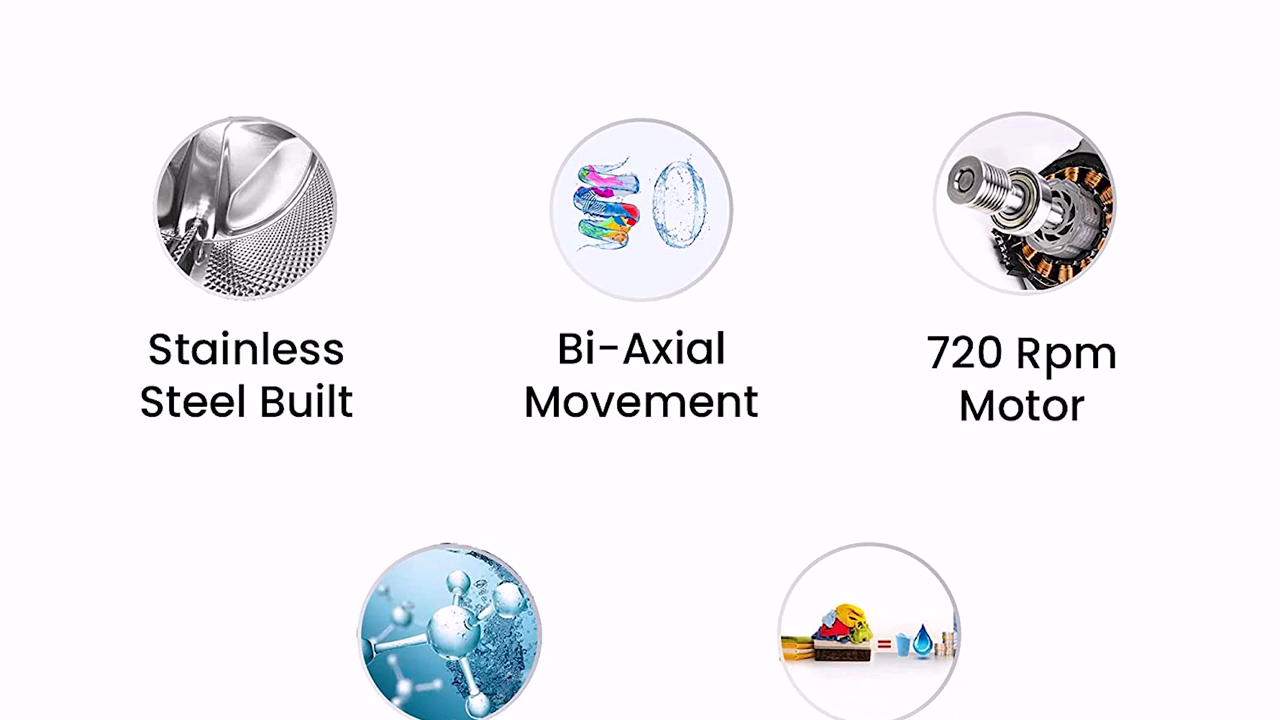 Stainless
Steel Built
Bi-Axial
Movement
720 Rpm
Motor